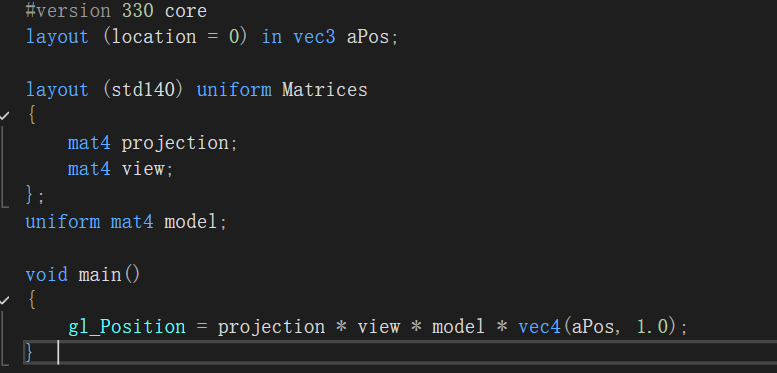 #version 330 core
layout (location = 0) in vec3 aPos;
layout (std140) uniform Matrices
{
mat4 projection;
mat4 view;
};
uniform mat4 model;
void main()
{
gl_Position = projection * view * model * vec4(aPos, 1.0);
}